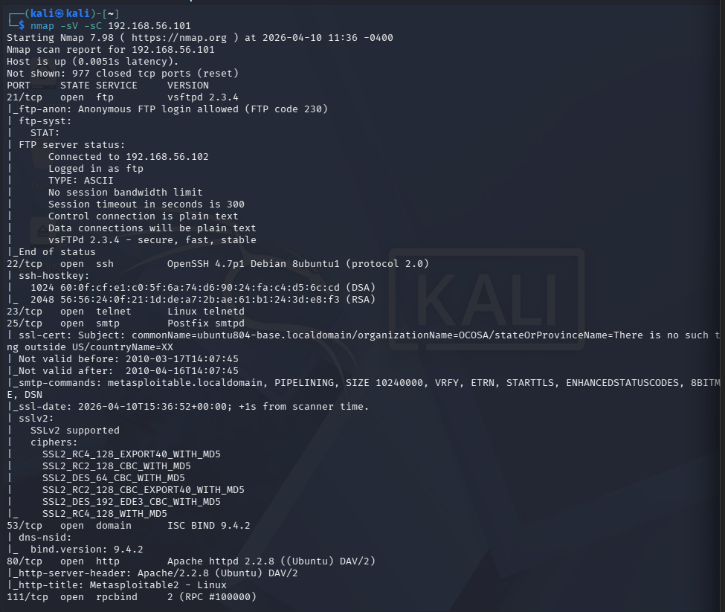 ┌──(kali㉿kali)-[~]
└─$ nmap -sV -sC 192.168.56.101
Starting Nmap 7.98 ( https://nmap.org ) at 2026-04-10 11:36 -0400
Nmap scan report for 192.168.56.101
Host is up (0.0051s latency).
Not shown: 977 closed tcp ports (reset)
PORT     STATE SERVICE     VERSION
21/tcp   open  ftp         vsftpd 2.3.4
|_ftp-anon: Anonymous FTP login allowed (FTP code 230)
| ftp-syst:
|   STAT:
| FTP server status:
|      Connected to 192.168.56.102
|      Logged in as ftp
|      TYPE: ASCII
|      No session bandwidth limit
|      Session timeout in seconds is 300
|      Control connection is plain text
|      Data connections will be plain text
|      vsFTPd 2.3.4 - secure, fast, stable
|_End of status
22/tcp   open  ssh         OpenSSH 4.7p1 Debian 8ubuntu1 (protocol 2.0)
| ssh-hostkey:
|   1024 60:0f:cf:e1:c0:5f:6a:74:d6:90:24:fa:c4:d5:6c:cd (DSA)
|_  2048 56:56:24:0f:21:1d:de:a7:2b:ae:61:b1:24:3d:e8:f3 (RSA)
23/tcp   open  telnet      Linux telnetd
25/tcp   open  smtp        Postfix smtpd
| ssl-cert: Subject: commonName=ubuntu804-base.localdomain/organizationName=OCOSA/stateOrProvinceName=There is no such t
ng outside US/countryName=XX
| Not valid before: 2010-03-17T14:07:45
|_Not valid after:  2010-04-16T14:07:45
|_smtp-commands: metasploitable.localdomain, PIPELINING, SIZE 10240000, VRFY, ETRN, STARTTLS, ENHANCEDSTATUSCODES, 8BITM
E, DSN
|_ssl-date: 2026-04-10T15:36:52+00:00; +1s from scanner time.
| sslv2:
|   SSLv2 supported
|   ciphers:
|     SSL2_RC4_128_EXPORT40_WITH_MD5
|     SSL2_RC2_128_CBC_WITH_MD5
|     SSL2_DES_64_CBC_WITH_MD5
|     SSL2_RC2_128_CBC_EXPORT40_WITH_MD5
|     SSL2_DES_192_EDE3_CBC_WITH_MD5
|_    SSL2_RC4_128_WITH_MD5
53/tcp   open  domain      ISC BIND 9.4.2
| dns-nsid:
|_  bind.version: 9.4.2
80/tcp   open  http        Apache httpd 2.2.8 ((Ubuntu) DAV/2)
|_http-server-header: Apache/2.2.8 (Ubuntu) DAV/2
|_http-title: Metasploitable2 - Linux
111/tcp  open  rpcbind     2 (RPC #100000)
KALI